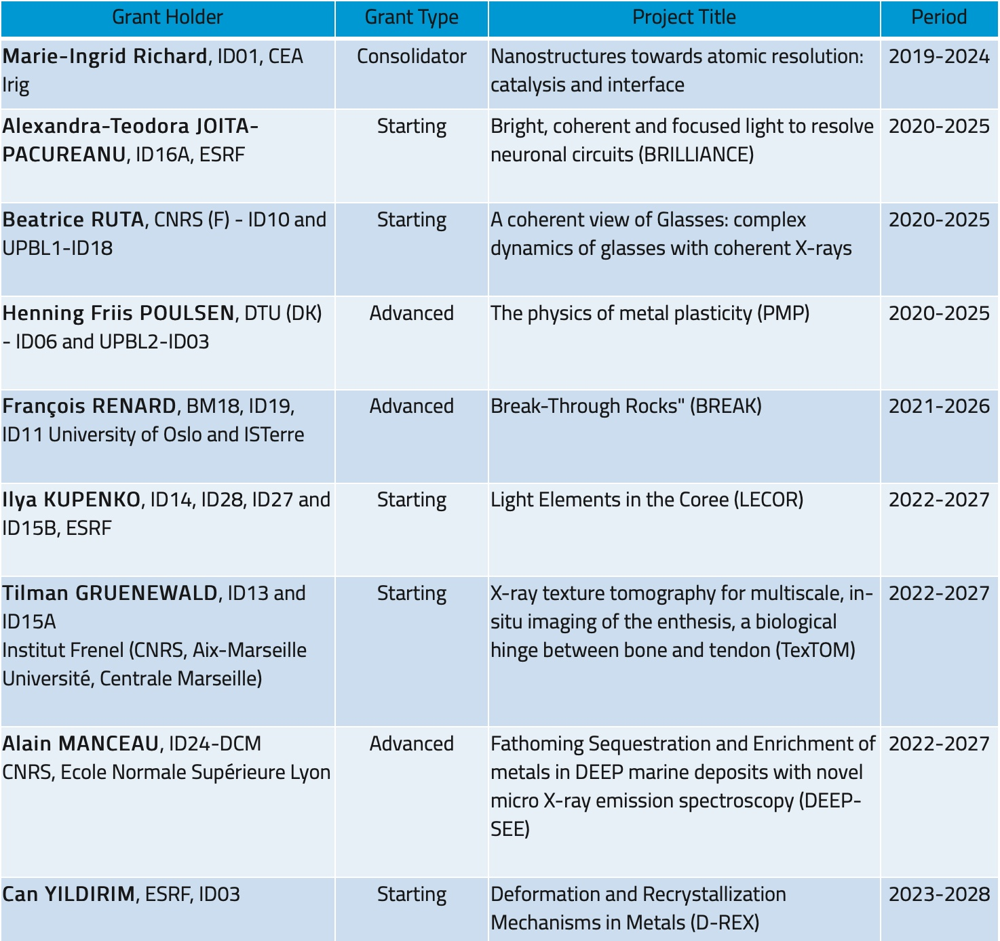 Grant Holder Grant Type Project Title Period
Marie-Ingrid Richard, ID01, CEA Consolidator Nanostructures towards atomic resolution: 2019-2024
Irig catalysis and interface
Alexandra-Teodora JOITA- Starting Bright, coherent and focused light to resolve 2020-2025
PACUREANU, ID16A, ESRF neuronal circuits (BRILLIANCE)
Beatrice RUTA, CNRS (F) - ID10 and Starting A coherent view of Glasses: complex 2020-2025
UPBL1-ID18 dynamics of glasses with coherent X-rays
Henning Friis POULSEN, DTU (DK) Advanced The physics of metal plasticity (PMP) 2020-2025
- ID06 and UPBL2-ID03
François RENARD, BM18, ID19, Advanced Break-Through Rocks" (BREAK) 2021-2026
ID11 University of Oslo and ISTerre
Ilya KUPENKO, ID14, ID28, ID27 and Starting Light Elements in the Coree (LECOR) 2022-2027
ID15B, ESRF
Tilman GRUENEWALD, ID13 and Starting X-ray texture tomography for multiscale, in- 2022-2027
ID15A situ imaging of the enthesis, a biological
Institut Frenel (CNRS, Aix-Marseille hinge between bone and tendon (TexTOM)
Université, Centrale Marseille)
Alain MANCEAU, ID24-DCM Advanced Fathoming Sequestration and Enrichment of 2022-2027
CNRS, Ecole Normale Supérieure Lyon metals in DEEP marine deposits with novel
micro X-ray emission spectroscopy (DEEP-
SEE)
Can YILDIRIM, ESRF, ID03 Starting Deformation and Recrystallization 2023-2028
Mechanisms in Metals (D-REX)